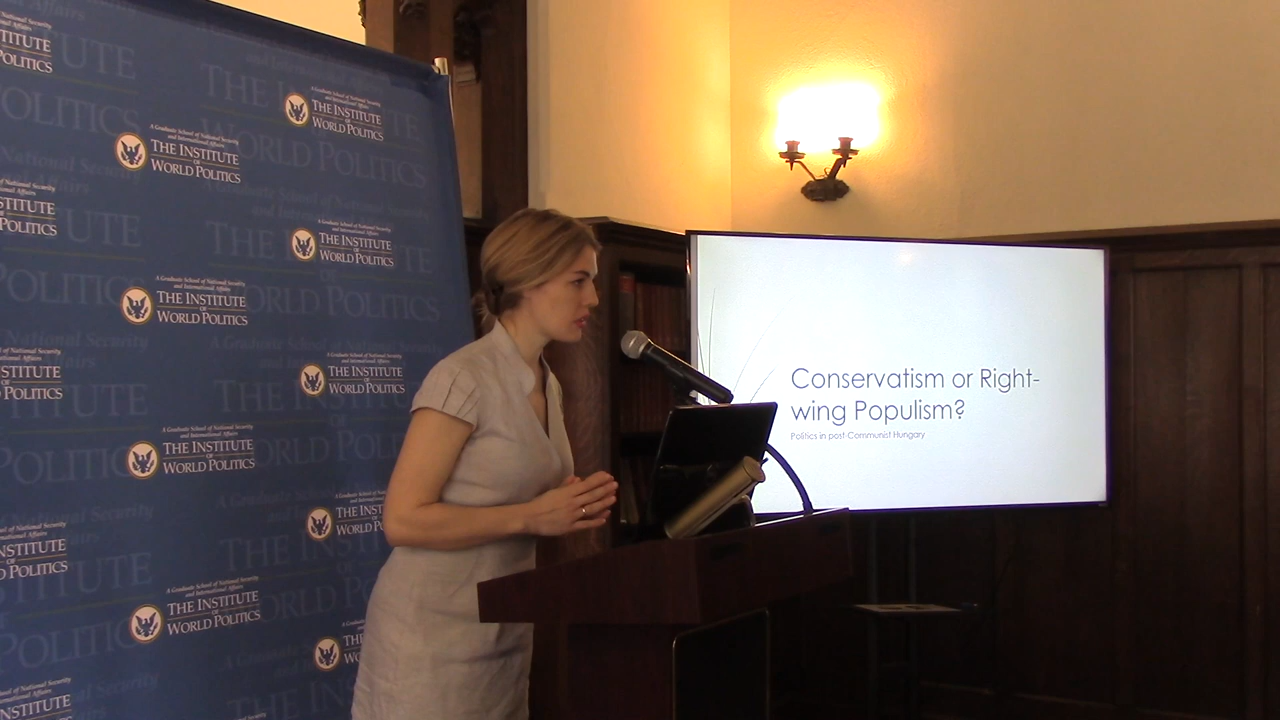 A Graduate School of National Security
and International Affairs
THE INSTITUTE
OF
WORLD POLITICS
Conservatism or Right-
wing Populism?
Politics in post-Communist Hungary